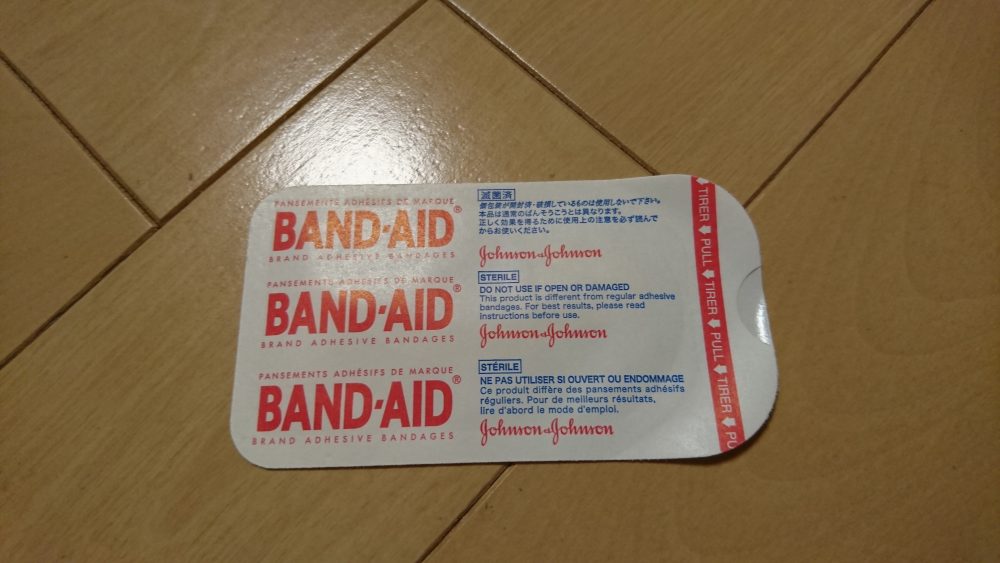 PANSEMENTS ADHÉSIFS DE MARQUE
BAND-AID®
BRAND ADHESIVE BANDAGES
PANSEMENTS ADHÉSIFS DE MARQUE
BAND-AID®
BRAND ADHESIVE BANDAGES
PANSEMENTS ADHÉSIFS DE MARQUE
BAND-AID®
BRAND ADHESIVE BANDAGES
滅菌済
個包装が開封済・破損しているものは使用しないで下さい。
本品は通常のばんそうこうとは異なります。
正しく効果を得るために使用上の注意を必ず読んで
からお使いください。
Johnson&Johnson
STERILE
DO NOT USE IF OPEN OR DAMAGED
This product is different from regular adhesive
bandages. For best results, please read
instructions before use.
Johnson&Johnson
STÉRILE
NE PAS UTILISER SI OUVERT OU ENDOMMAGE
Ce produit diffère des pansements adhésifs
réguliers. Pour de meilleurs résultats,
lire d'abord le mode d'emploi.
Johnson&Johnson
TIRER PULL TIRER PULL TIRER PU